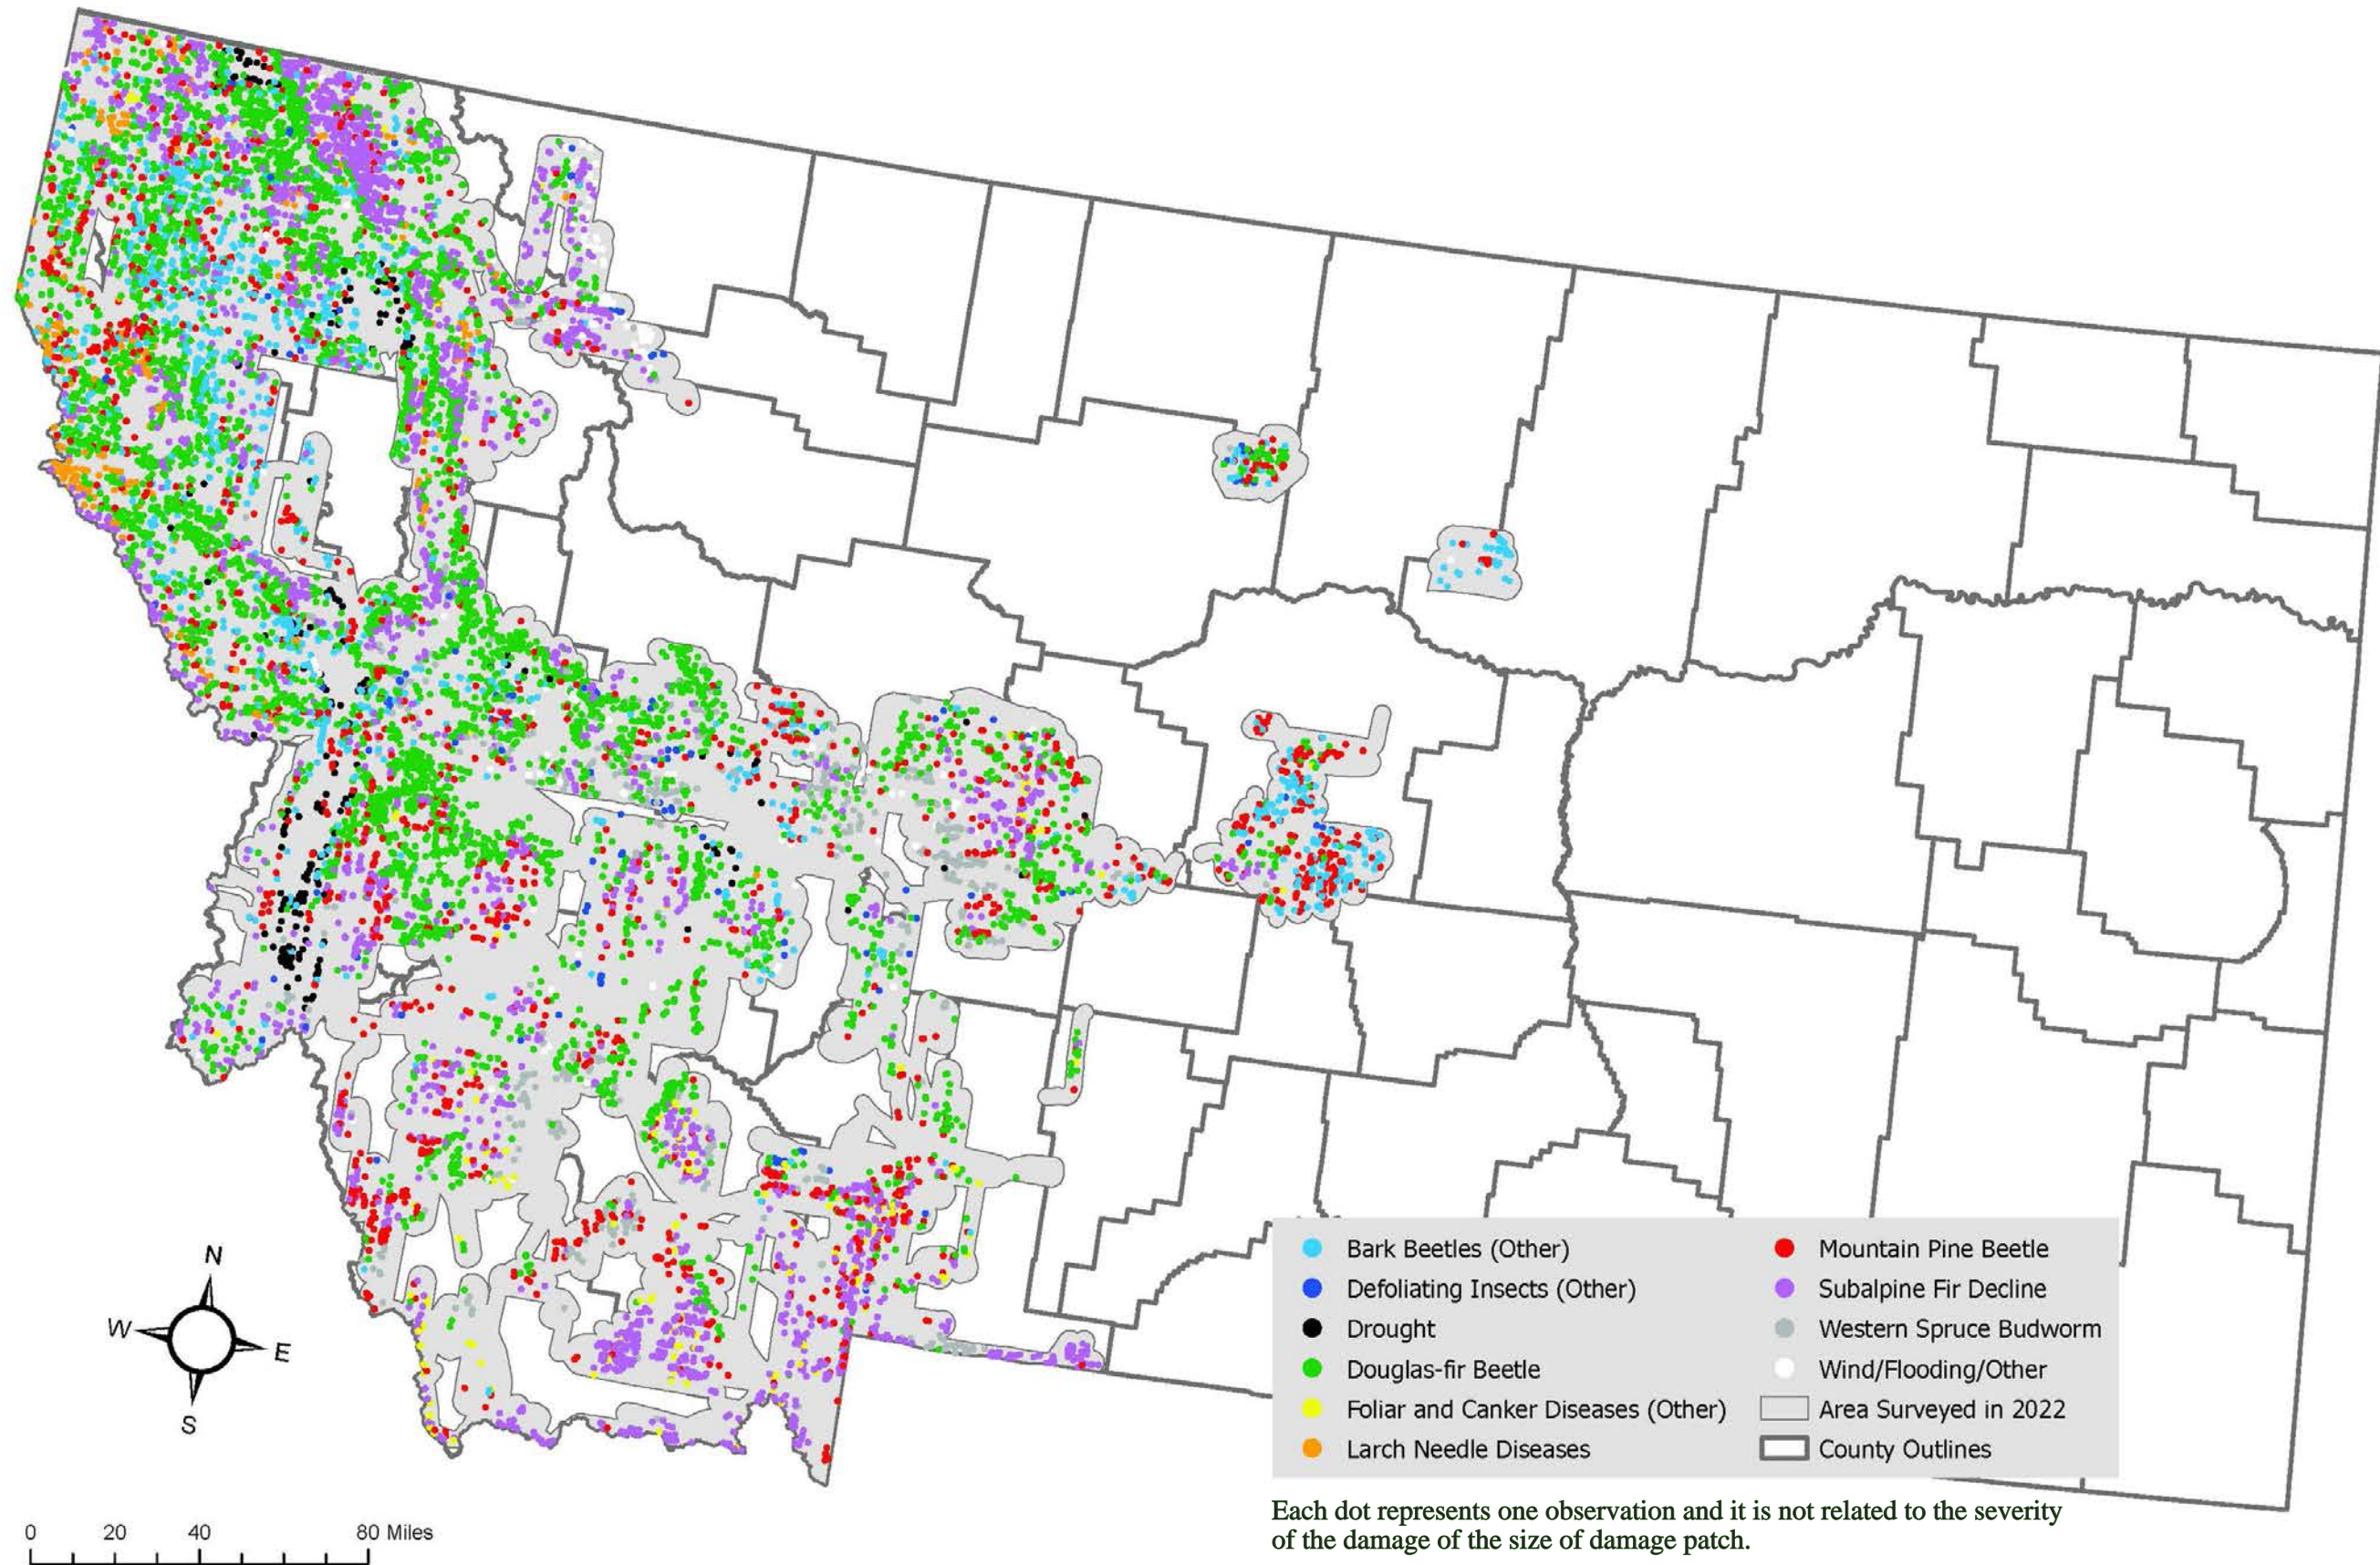 N
W
E
S
0 20 40 80 Miles
Bark Beetles (Other)
Defoliating Insects (Other)
Drought
Douglas-fir Beetle
Foliar and Canker Diseases (Other)
Larch Needle Diseases
Mountain Pine Beetle
Subalpine Fir Decline
Western Spruce Budworm
Wind/Flooding/Other
Area Surveyed in 2022
County Outlines
Each dot represents one observation and it is not related to the severity
of the damage of the size of damage patch.